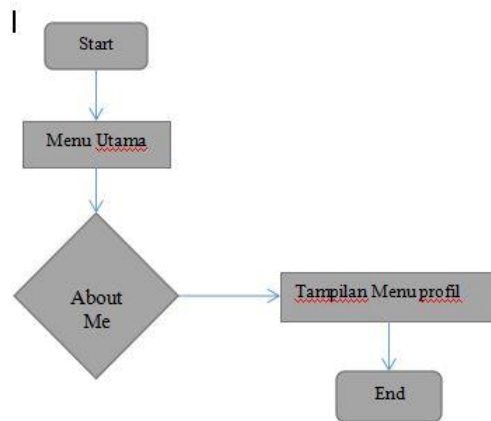 Start
Menu Utama
About
Me
Tampilan Menu profil
End